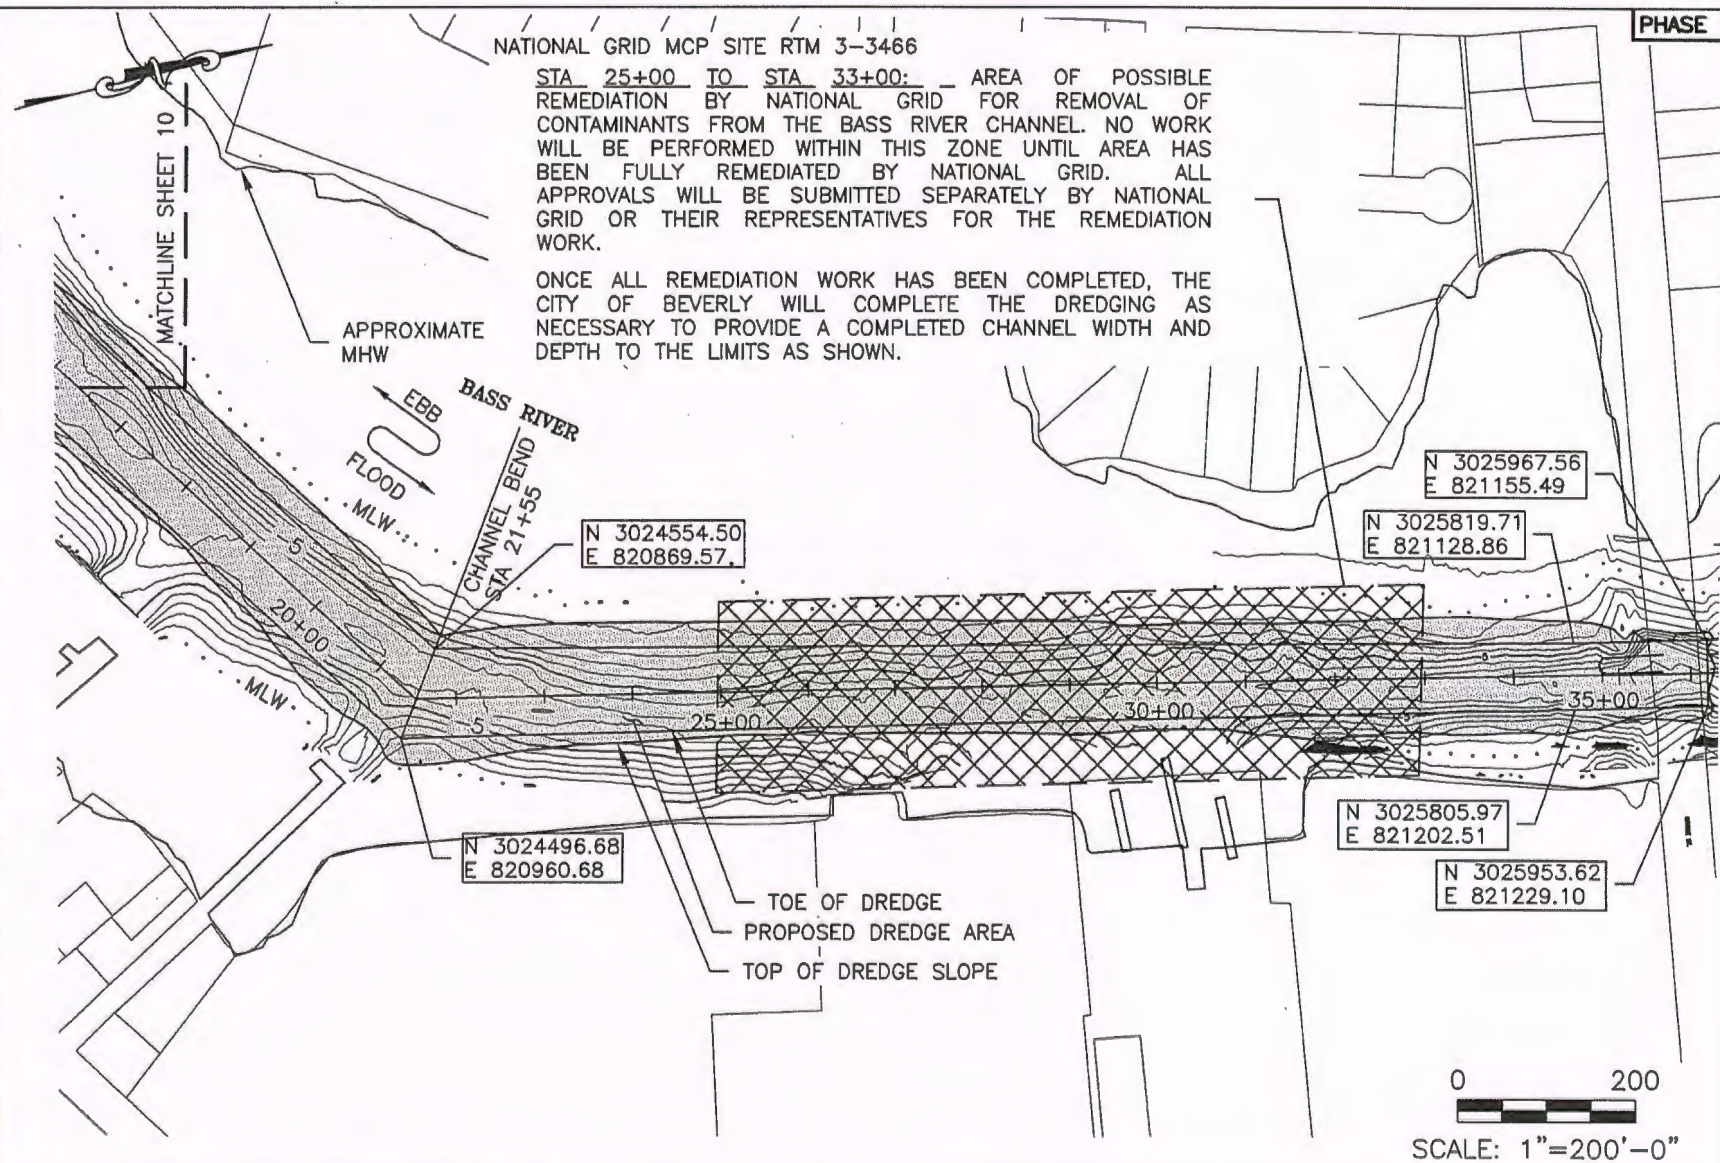 PHASE
NATIONAL GRID MCP SITE RTM 3-3466
STA 25+00 TO STA 33+00: AREA OF POSSIBLE
REMEDIATION BY NATIONAL GRID FOR REMOVAL OF
CONTAMINANTS FROM THE BASS RIVER CHANNEL. NO WORK
WILL BE PERFORMED WITHIN THIS ZONE UNTIL AREA HAS
BEEN FULLY REMEDIATED BY NATIONAL GRID. ALL
APPROVALS WILL BE SUBMITTED SEPARATELY BY NATIONAL
GRID OR THEIR REPRESENTATIVES FOR THE REMEDIATION
WORK.
ONCE ALL REMEDIATION WORK HAS BEEN COMPLETED, THE
CITY OF BEVERLY WILL COMPLETE THE DREDGING AS
NECESSARY TO PROVIDE A COMPLETED CHANNEL WIDTH AND
DEPTH TO THE LIMITS AS SHOWN.
MATCHLINE SHEET 10
APPROXIMATE
MHW
EBB
FLOOD
BASS RIVER
CHANNEL BEND
STA 21+55
MLW
N 3024554.50
E 820869.57
N 3025967.56
E 821155.49
N 3025819.71
E 821128.86
5
20+00
MLW
5
25+00
30+00
35+00
N 3024496.68
E 820960.68
N 3025805.97
E 821202.51
N 3025953.62
E 821229.10
TOE OF DREDGE
PROPOSED DREDGE AREA
TOP OF DREDGE SLOPE
0 200
SCALE: 1"=200'-0"